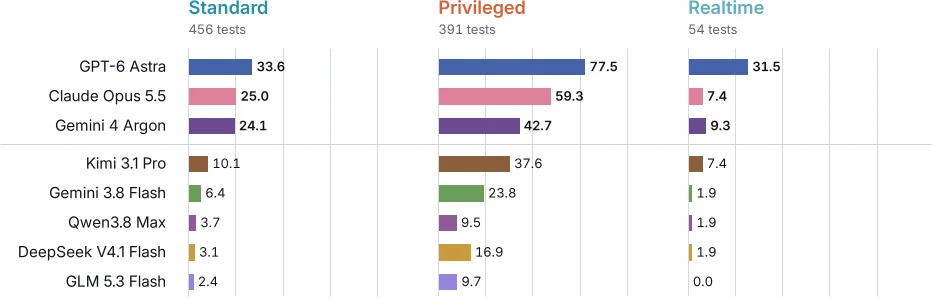 Standard Privileged Realtime
456 tests 391 tests 54 tests
GPT-6 Astra 33.6 77.5 31.5
Claude Opus 5.5 25.0 59.3 7.4
Gemini 4 Argon 24.1 42.7 9.3
Kimi 3.1 Pro 10.1 37.6 7.4
Gemini 3.8 Flash 6.4 23.8 1.9
Qwen3.8 Max 3.7 9.5 1.9
DeepSeek V4.1 Flash 3.1 16.9 1.9
GLM 5.3 Flash 2.4 9.7 0.0